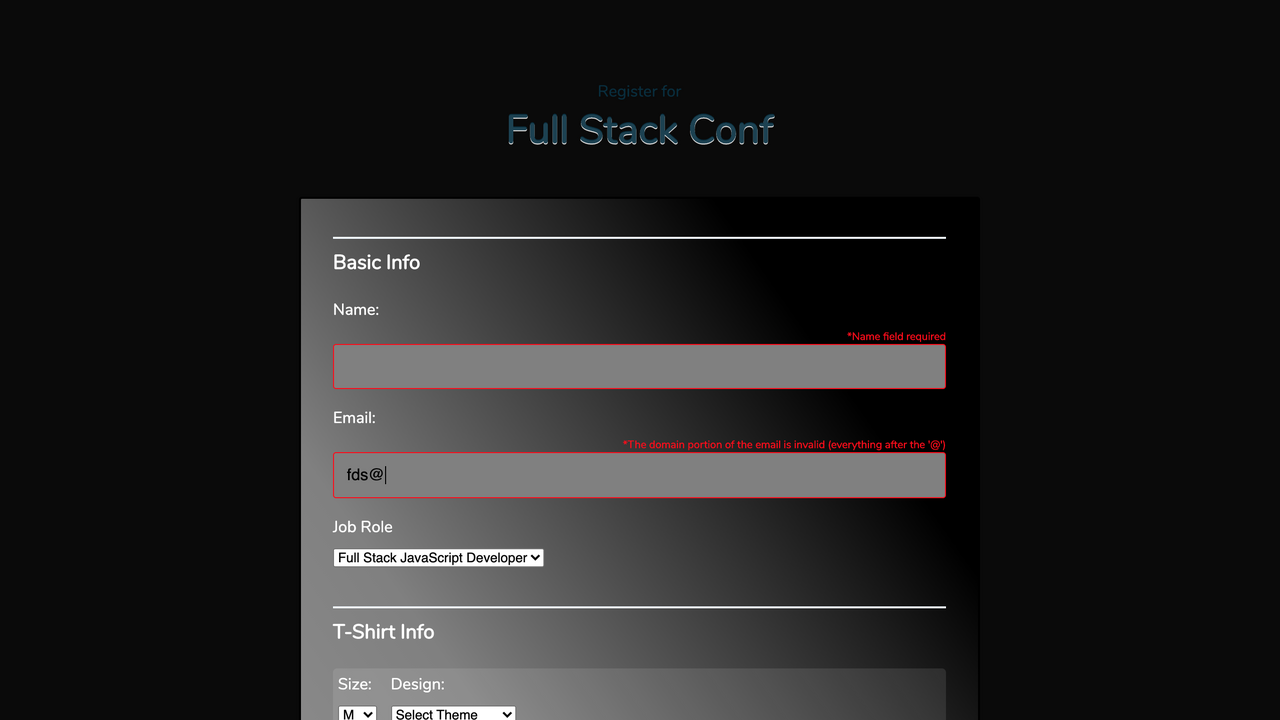 Register for
Full Stack Conf
Basic Info
Name:
*Name field required
Email:
*The domain portion of the email is invalid (everything after the '@')
fds@
Job Role
Full Stack JavaScript Developer
T-Shirt Info
Size: Design:
M Select Theme